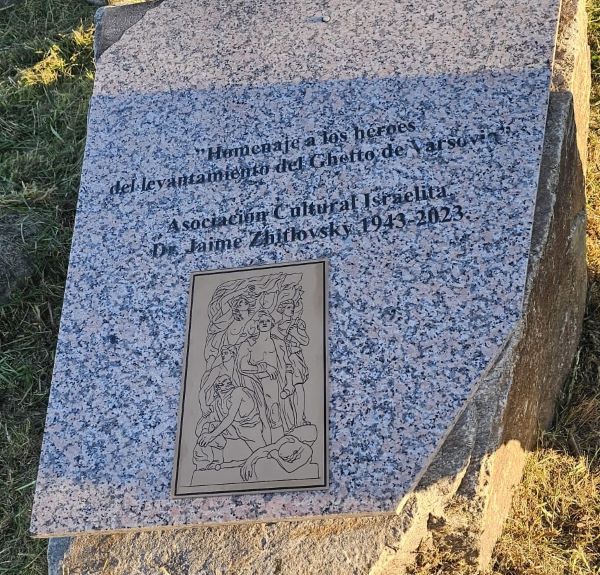 "Homenaje a los héroes
del levantamiento del Ghetto de Varsovia"
Asociación Cultural Israelita
Dr. Jaime Zhitlovsky 1943-2023.